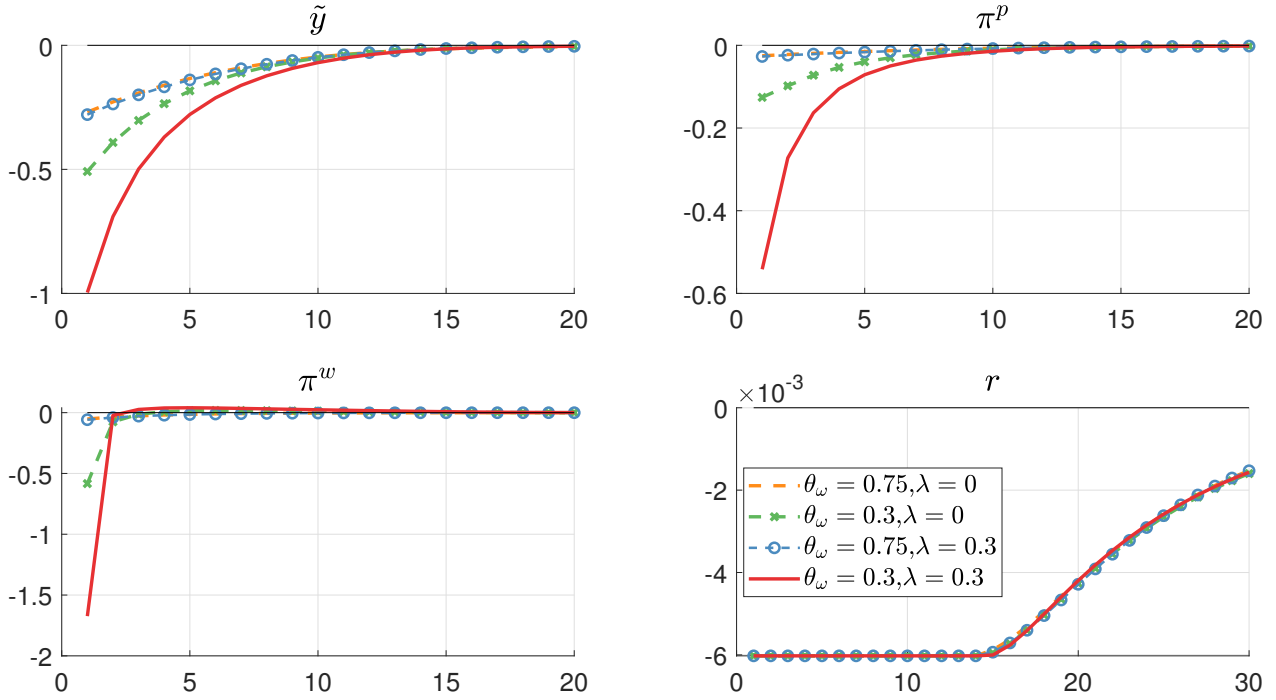 ỹ
0
-0.5
-1
0 5 10 15 20
π^p
0
-0.2
-0.4
-0.6
0 5 10 15 20
π^w
0
-0.5
-1
-1.5
-2
0 5 10 15 20
r
×10^-3
0
-2
-4
-6
0 10 20 30
θ_ω = 0.75,λ = 0
θ_ω = 0.3,λ = 0
θ_ω = 0.75,λ = 0.3
θ_ω = 0.3,λ = 0.3